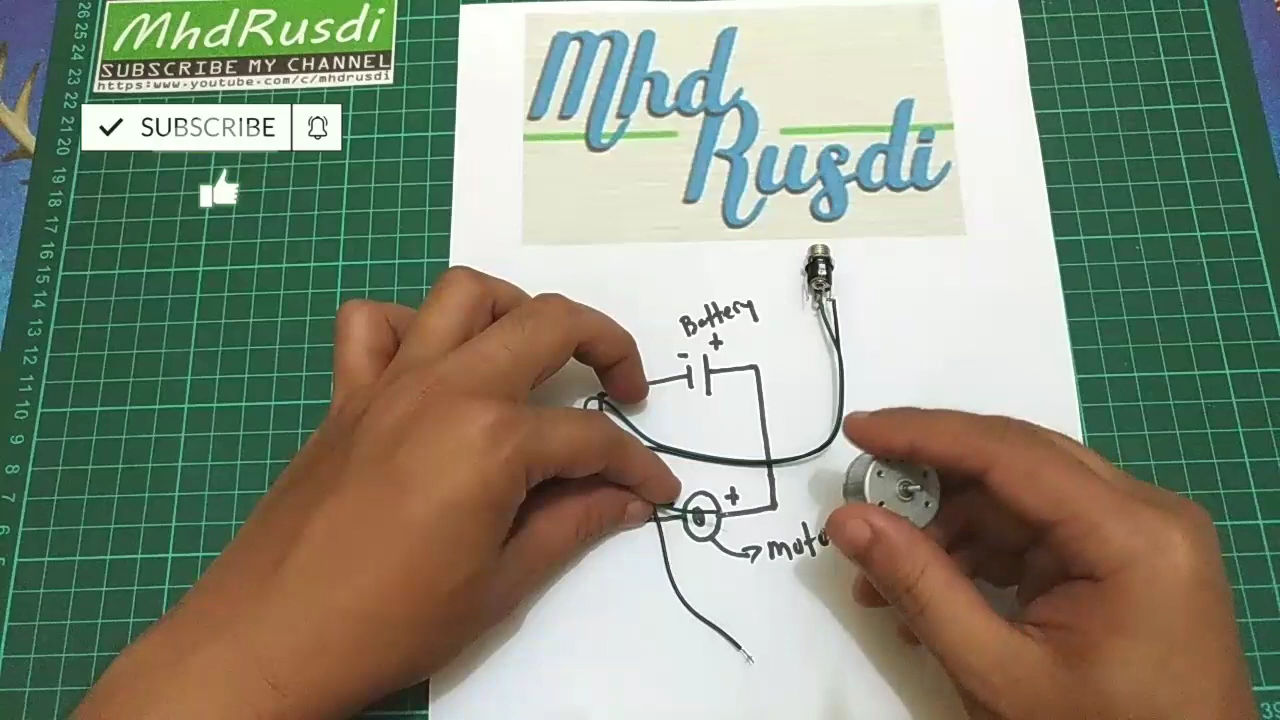 MhdRusdi
SUBSCRIBE MY CHANNEL
https:www.youtube.com/c/mhdrusdi
SUBSCRIBE
Mhd
Rusdi
Battery
- +
+
26 25 24 23 22 21 20 19 18 17 16 15 14 13 12 11 10 9 8 7 6